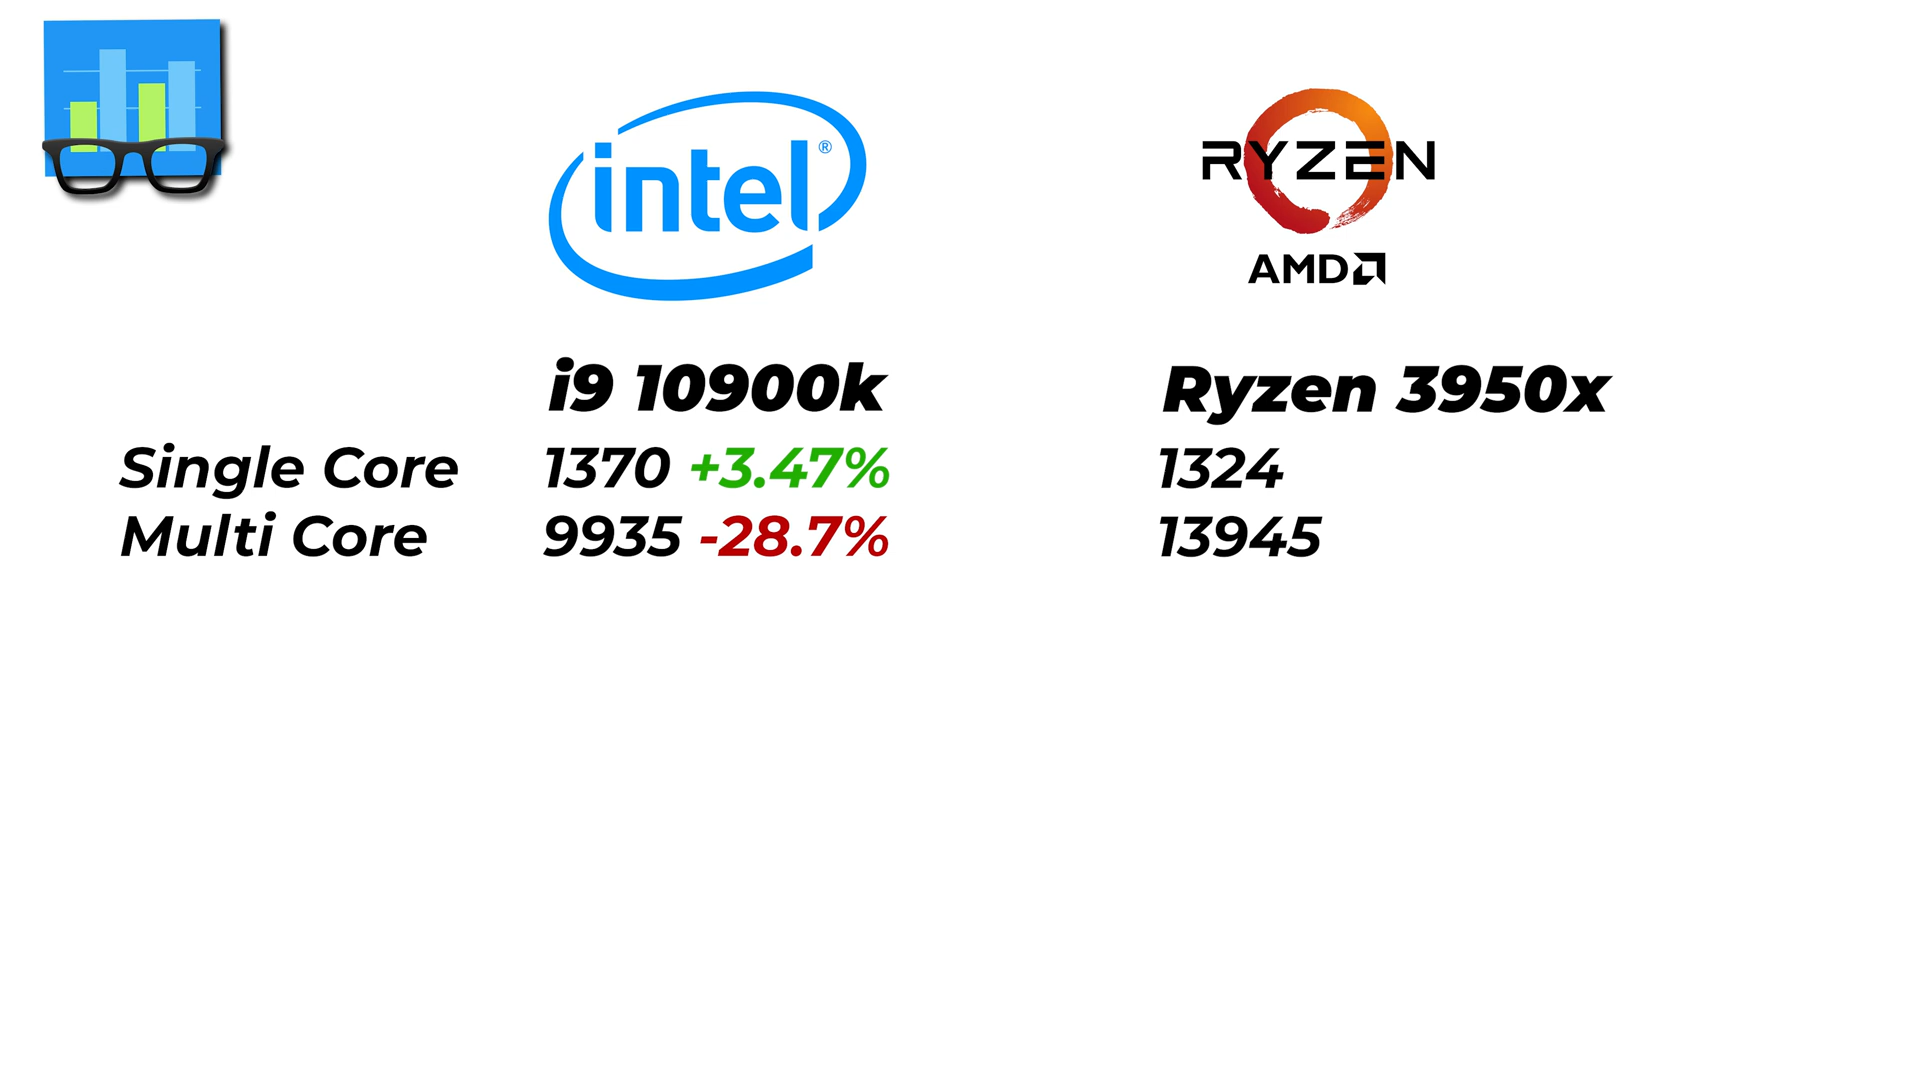 intel®
RYZEN
AMD
i9 10900k
Ryzen 3950x
Single Core 1370 +3.47% 1324
Multi Core 9935 -28.7% 13945